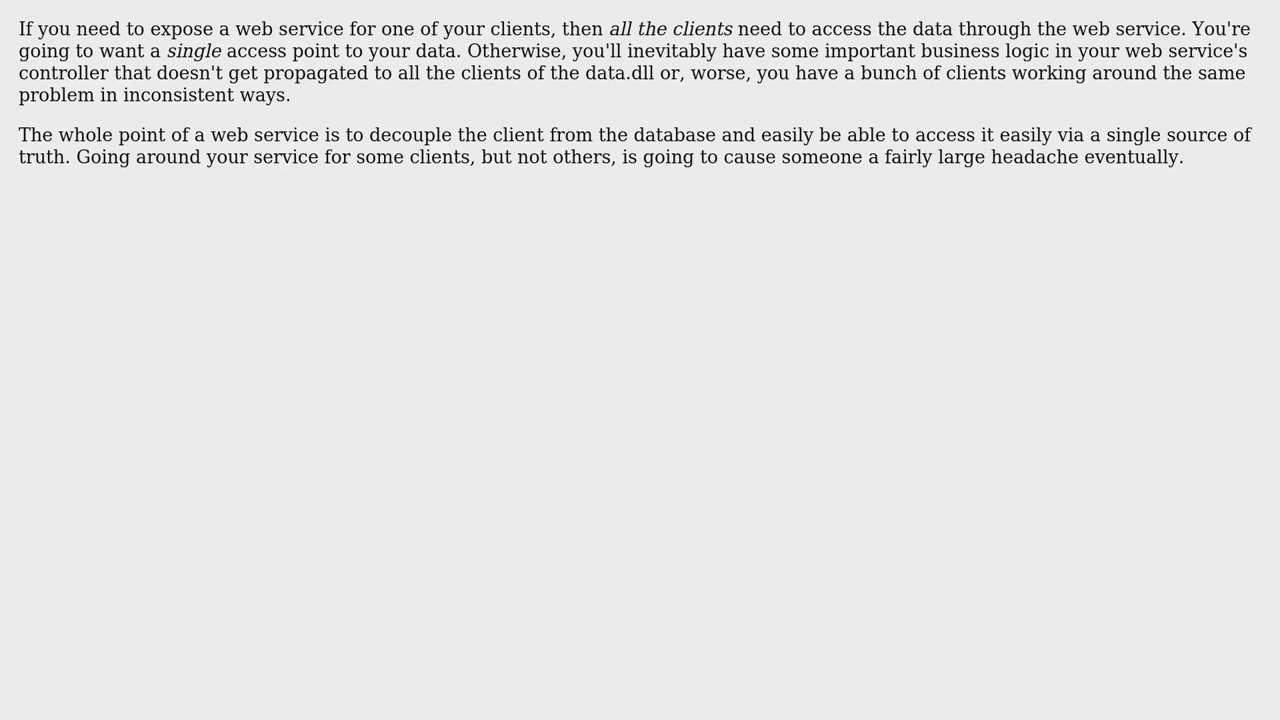 If you need to expose a web service for one of your clients, then all the clients need to access the data through the web service. You're
going to want a single access point to your data. Otherwise, you'll inevitably have some important business logic in your web service's
controller that doesn't get propagated to all the clients of the data.dll or, worse, you have a bunch of clients working around the same
problem in inconsistent ways.
The whole point of a web service is to decouple the client from the database and easily be able to access it easily via a single source of
truth. Going around your service for some clients, but not others, is going to cause someone a fairly large headache eventually.